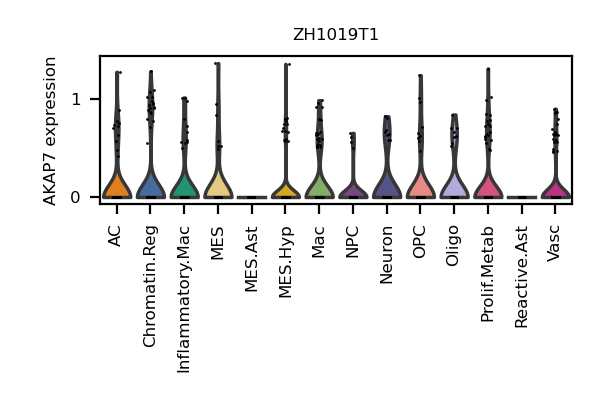 ZH1019T1
AKAP7 expression
1
0
AC
Chromatin.Reg
Inflammatory.Mac
MES
MES.Ast
MES.Hyp
Mac
NPC
Neuron
OPC
Oligo
Prolif.Metab
Reactive.Ast
Vasc